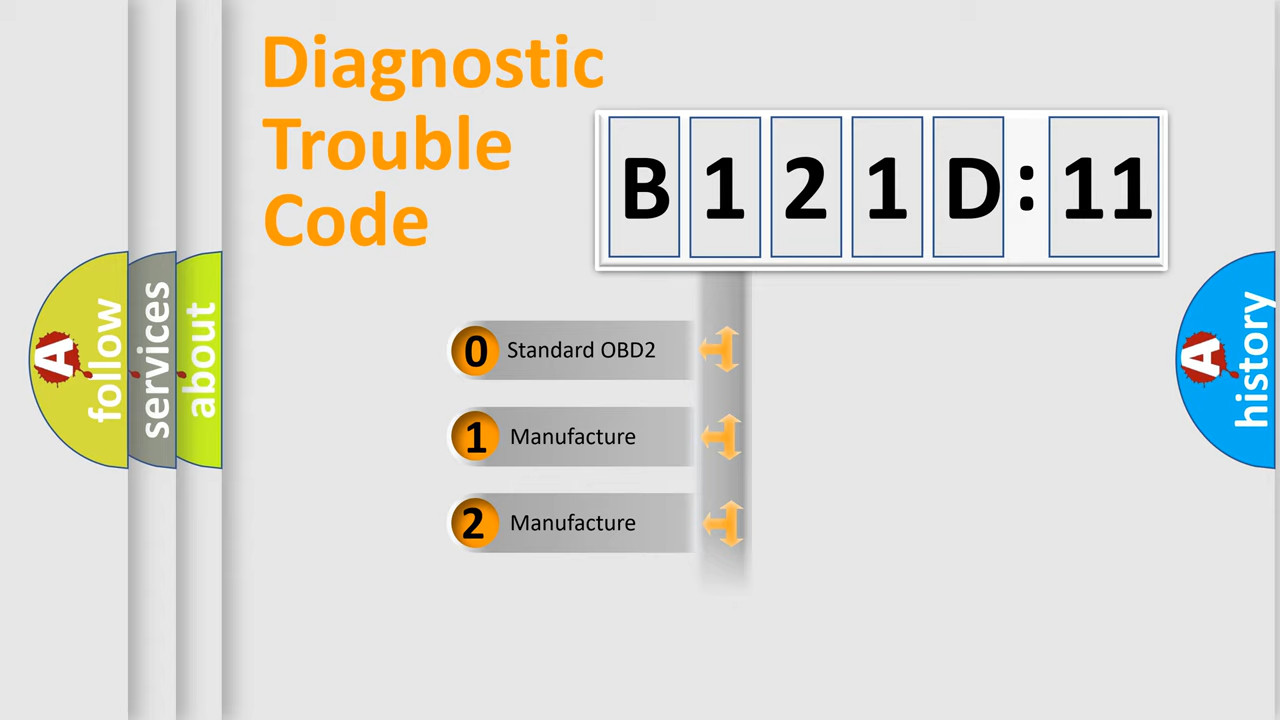 Diagnostic
Trouble
Code
B 1 2 1 D : 11
0 Standard OBD2
1 Manufacture
2 Manufacture
A follow
services
about
A history